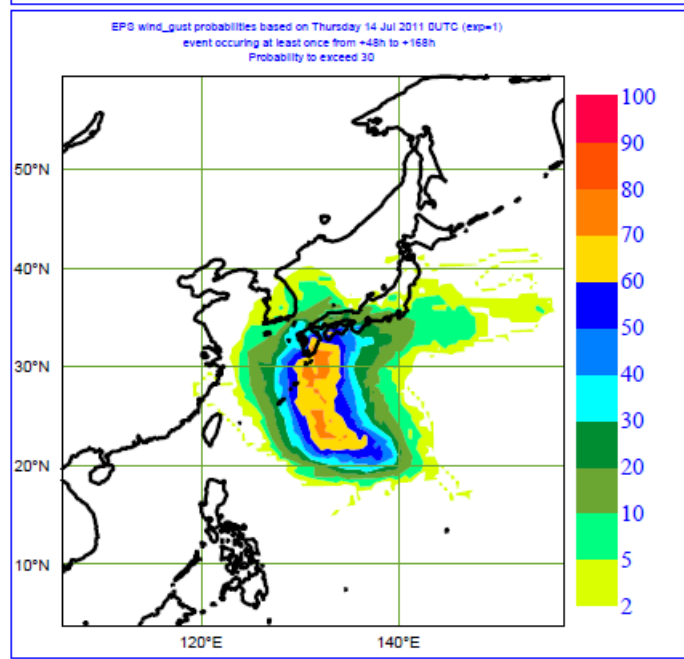 EPS wind_gust probabilities based on Thursday 14 Jul 2011 0UTC (exp=1)
event occuring at least once from +48h to +168h
Probability to exceed 30
100
90
80
70
60
50
40
30
20
10
5
2
50°N
40°N
30°N
20°N
10°N
120°E
140°E